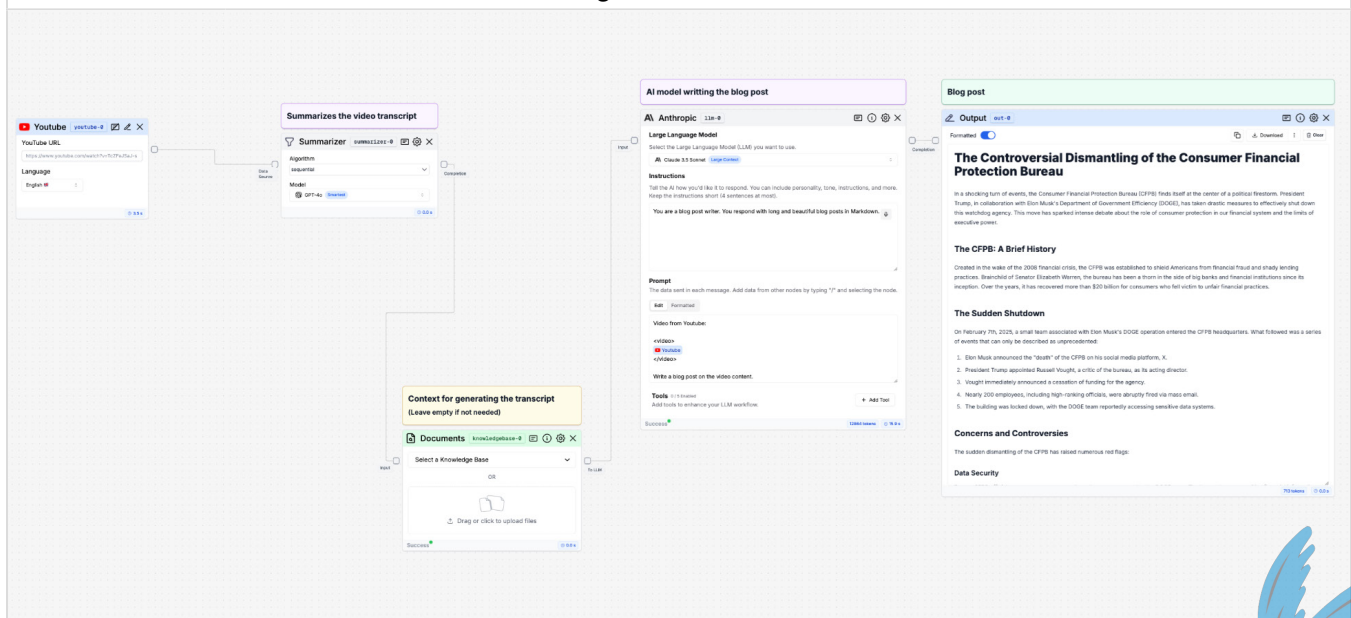 Youtube youtube-0
YouTube URL
Language
English
Summarizes the video transcript
Summarizer summarizer-0
Algorithm
sequential
Model
GPT-4o
Data
Source
Completion
Context for generating the transcript
(Leave empty if not needed)
Documents knowledgebase-0
Select a Knowledge Base
OR
Drag or click to upload files
Success
Input
To LLM
AI model writting the blog post
Anthropic llm-0
Large Language Model
Select the Large Language Model (LLM) you want to use.
Claude 3.5 Sonnet Large Context
Instructions
Tell the AI how you'd like it to respond. You can include personality, tone, instructions, and more.
Keep the instructions short (4 sentences at most).
You are a blog post writer. You respond with long and beautiful blog posts in Markdown.
Prompt
The data sent in each message. Add data from other nodes by typing "/" and selecting the node.
Edit Formatted
Video from Youtube:
<video>
Youtube
</video>
Write a blog post on the video content.
Tools
Add tools to enhance your LLM workflow.
+ Add Tool
Success
Input
Completion
Blog post
Output out-0
Formatted
Download
Clear
The Controversial Dismantling of the Consumer Financial
Protection Bureau
In a shocking turn of events, the Consumer Financial Protection Bureau (CFPB) finds itself at the center of a political firestorm. President
Trump, in collaboration with Elon Musk's Department of Government Efficiency (DOGE), has taken drastic measures to effectively shut down
this watchdog agency. This move has sparked intense debate about the role of consumer protection in our financial system and the limits of
executive power.
The CFPB: A Brief History
Created in the wake of the 2008 financial crisis, the CFPB was established to shield Americans from financial fraud and shady lending
practices. Brainchild of Senator Elizabeth Warren, the bureau has been a thorn in the side of big banks and financial institutions since its
inception. Over the years, it has recovered more than $20 billion for consumers who fell victim to unfair financial practices.
The Sudden Shutdown
On February 7th, 2025, a small team associated with Elon Musk's DOGE operation entered the CFPB headquarters. What followed was a series
of events that can only be described as unprecedented:
1. Elon Musk announced the "death" of the CFPB on his social media platform, X.
2. President Trump appointed Russell Vought, a critic of the bureau, as its acting director.
3. Vought immediately announced a cessation of funding for the agency.
4. Nearly 200 employees, including high-ranking officials, were abruptly fired via mass email.
5. The building was locked down, with the DOGE team reportedly accessing sensitive data systems.
Concerns and Controversies
The sudden dismantling of the CFPB has raised numerous red flags:
Data Security